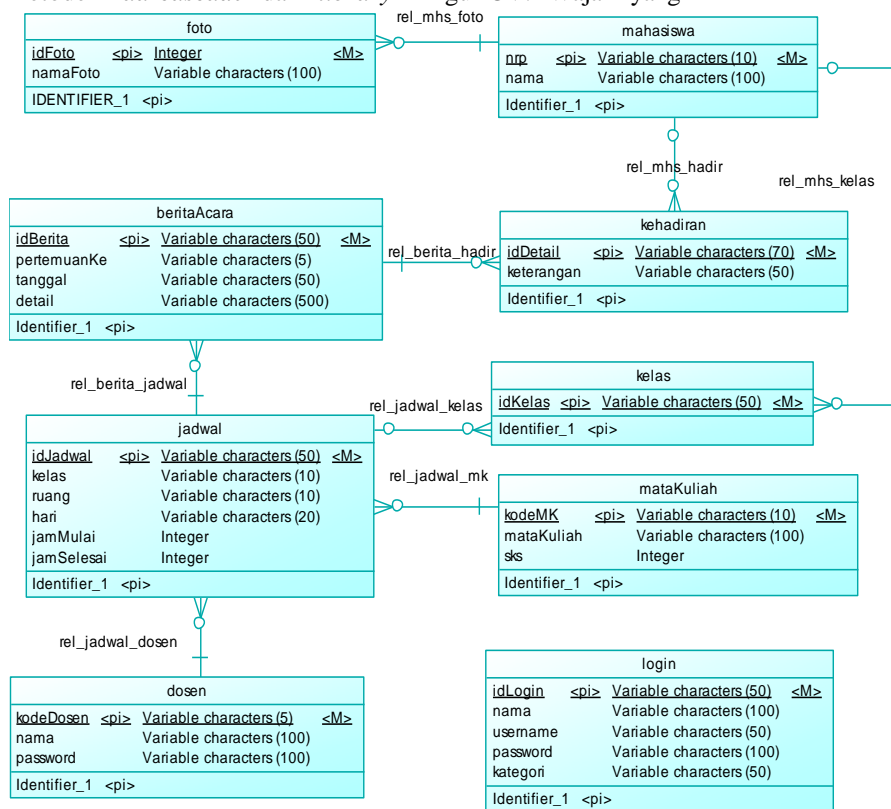 rel_mhs_foto
foto
idFoto <pi> Integer <M>
namaFoto Variable characters (100)
IDENTIFIER_1 <pi>
mahasiswa
nrp <pi> Variable characters (10) <M>
nama Variable characters (100)
Identifier_1 <pi>
rel_mhs_hadir
rel_mhs_kelas
beritaAcara
idBerita <pi> Variable characters (50) <M>
pertemuanKe Variable characters (5)
tanggal Variable characters (50)
detail Variable characters (500)
Identifier_1 <pi>
rel_berita_hadir
kehadiran
idDetail <pi> Variable characters (70) <M>
keterangan Variable characters (50)
Identifier_1 <pi>
rel_berita_jadwal
rel_jadwal_kelas
kelas
idKelas <pi> Variable characters (50) <M>
Identifier_1 <pi>
jadwal
idJadwal <pi> Variable characters (50) <M>
kelas Variable characters (10)
ruang Variable characters (10)
hari Variable characters (20)
jamMulai Integer
jamSelesai Integer
Identifier_1 <pi>
rel_jadwal_mk
mataKuliah
kodeMK <pi> Variable characters (10) <M>
mataKuliah Variable characters (100)
sks Integer
Identifier_1 <pi>
rel_jadwal_dosen
dosen
kodeDosen <pi> Variable characters (5) <M>
nama Variable characters (100)
password Variable characters (100)
Identifier_1 <pi>
login
idLogin <pi> Variable characters (50) <M>
nama Variable characters (100)
username Variable characters (50)
password Variable characters (100)
kategori Variable characters (50)
Identifier_1 <pi>